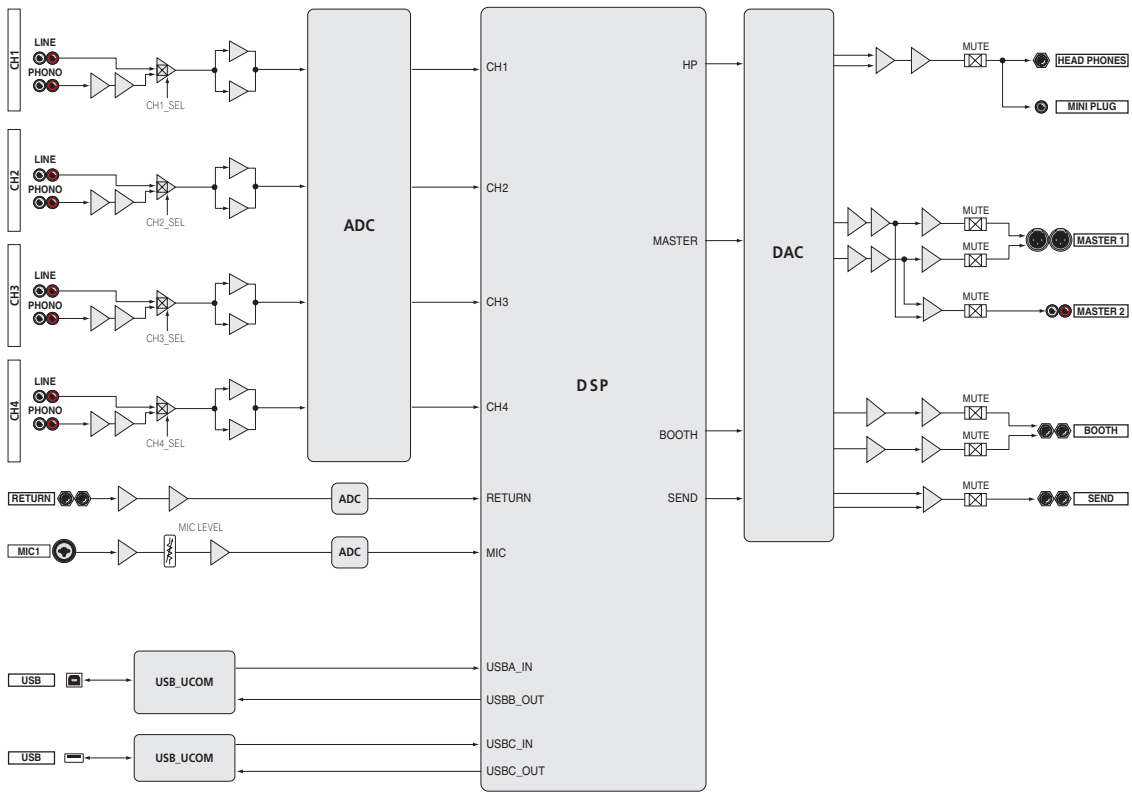 CH1
LINE
PHONO
CH1_SEL
CH2
LINE
PHONO
CH2_SEL
CH3
LINE
PHONO
CH3_SEL
CH4
LINE
PHONO
CH4_SEL
RETURN
MIC1
MIC LEVEL
USB
USB_UCOM
USB
USB_UCOM
ADC
ADC
ADC
CH1
CH2
CH3
CH4
RETURN
MIC
USBA_IN
USBB_OUT
USBC_IN
USBC_OUT
DSP
HP
MASTER
BOOTH
SEND
DAC
MUTE
HEAD PHONES
MINI PLUG
MUTE
MUTE
MASTER 1
MUTE
MASTER 2
MUTE
MUTE
BOOTH
MUTE
SEND